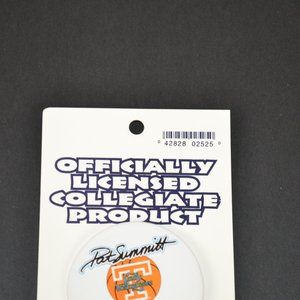 0 42828 02525 0
OFFICIALLY
LICENSED
COLLEGIATE
PRODUCT
Pat Summitt
T